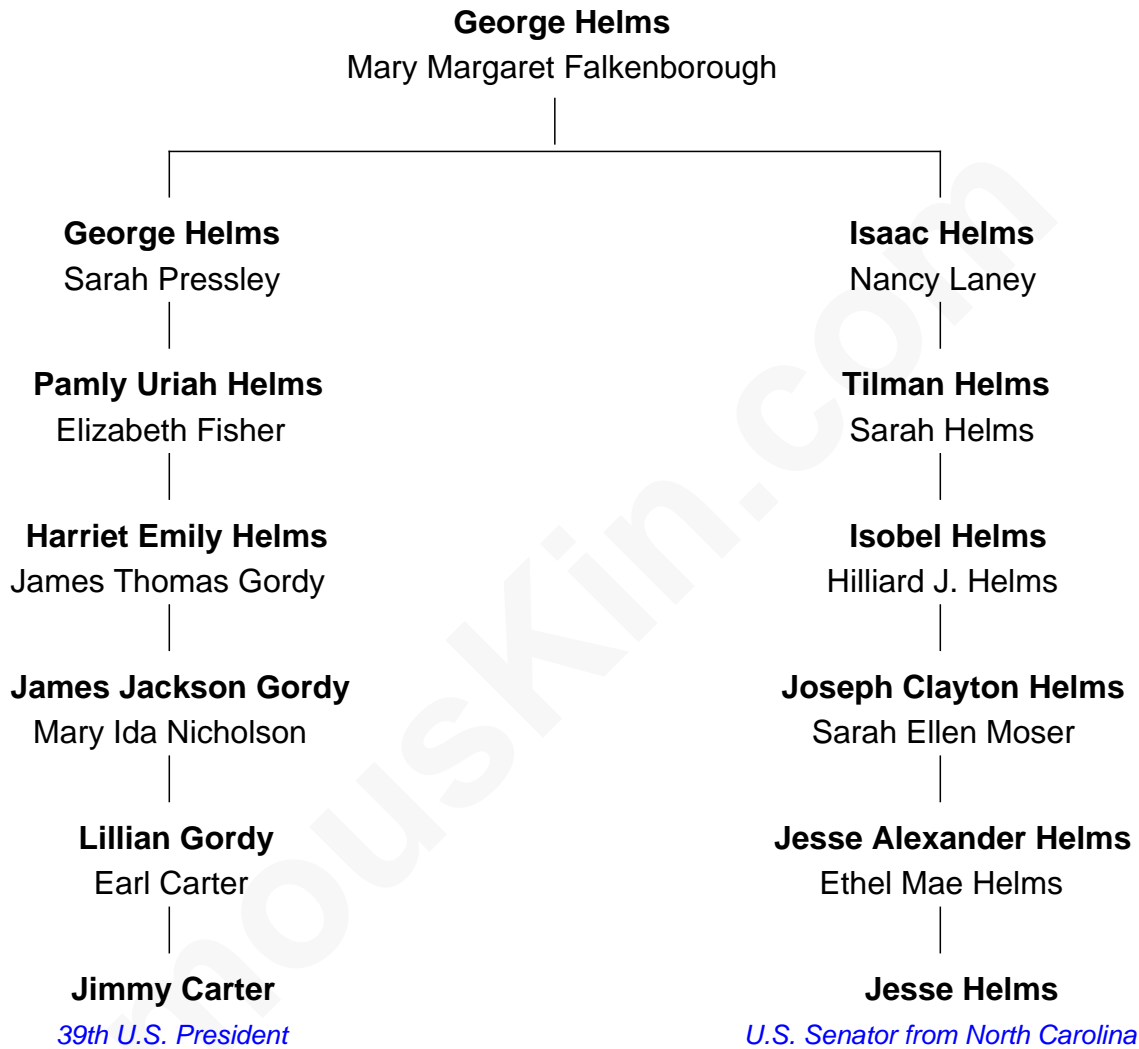 George Helms
Mary Margaret Falkenborough
George Helms
Sarah Pressley
Isaac Helms
Nancy Laney
Pamly Uriah Helms
Elizabeth Fisher
Tilman Helms
Sarah Helms
Harriet Emily Helms
James Thomas Gordy
Isobel Helms
Hilliard J. Helms
James Jackson Gordy
Mary Ida Nicholson
Joseph Clayton Helms
Sarah Ellen Moser
Lillian Gordy
Earl Carter
Jesse Alexander Helms
Ethel Mae Helms
Jimmy Carter
39th U.S. President
Jesse Helms
U.S. Senator from North Carolina
mouskin.com